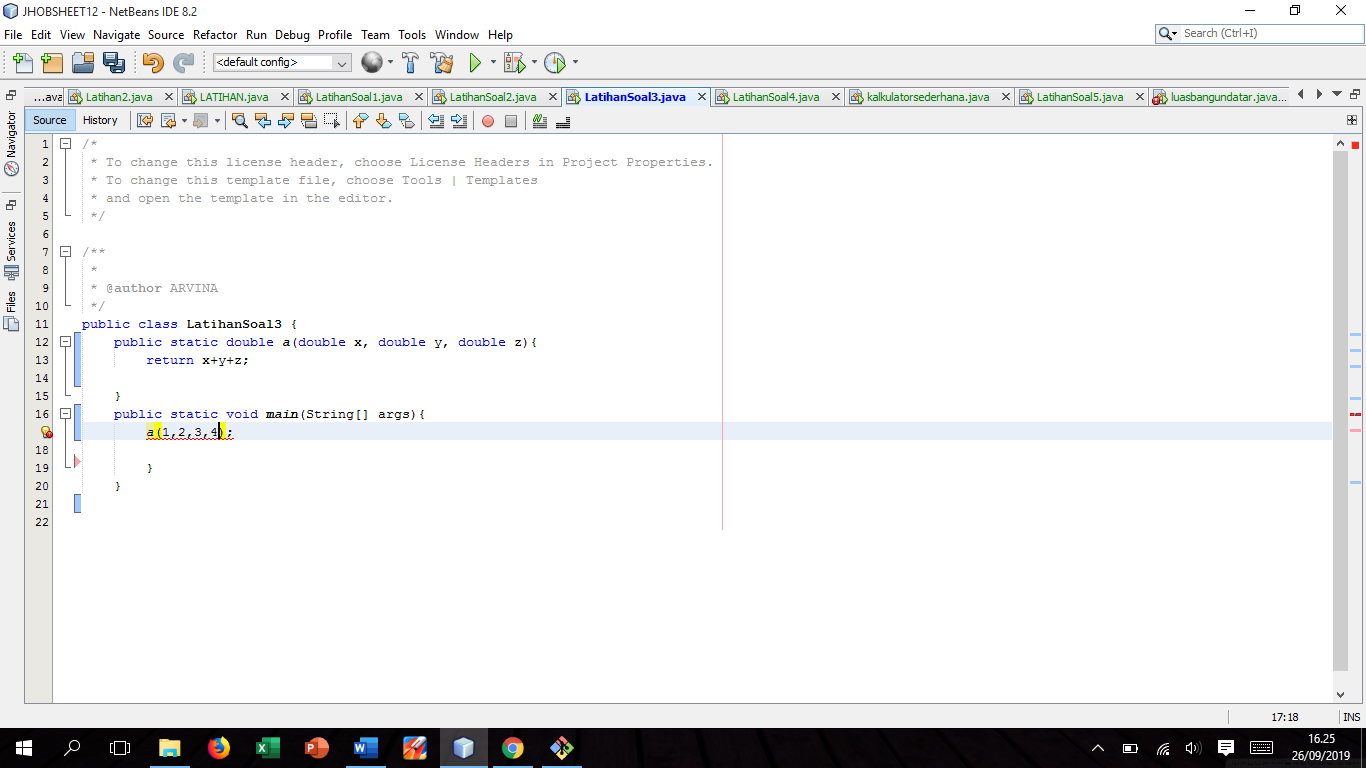 JHOBSHEET12 - NetBeans IDE 8.2
File Edit View Navigate Source Refactor Run Debug Profile Team Tools Window Help
Search (Ctrl+I)
<default config>
...ava Latihan2.java LATIHAN.java LatihanSoal1.java LatihanSoal2.java LatihanSoal3.java LatihanSoal4.java kalkulatorsederhana.java LatihanSoal5.java luasbangundatar.java...
Navigator
Services
Files
Source History
1 /*
2 * To change this license header, choose License Headers in Project Properties.
3 * To change this template file, choose Tools | Templates
4 * and open the template in the editor.
5 */
6
7 /**
8 *
9 * @author ARVINA
10 */
11 public class LatihanSoal3 {
12 public static double a(double x, double y, double z){
13 return x+y+z;
14
15 }
16 public static void main(String[] args){
a(1,2,3,4);
18
19 }
20 }
21
22
17:18 INS
16.25
26/09/2019